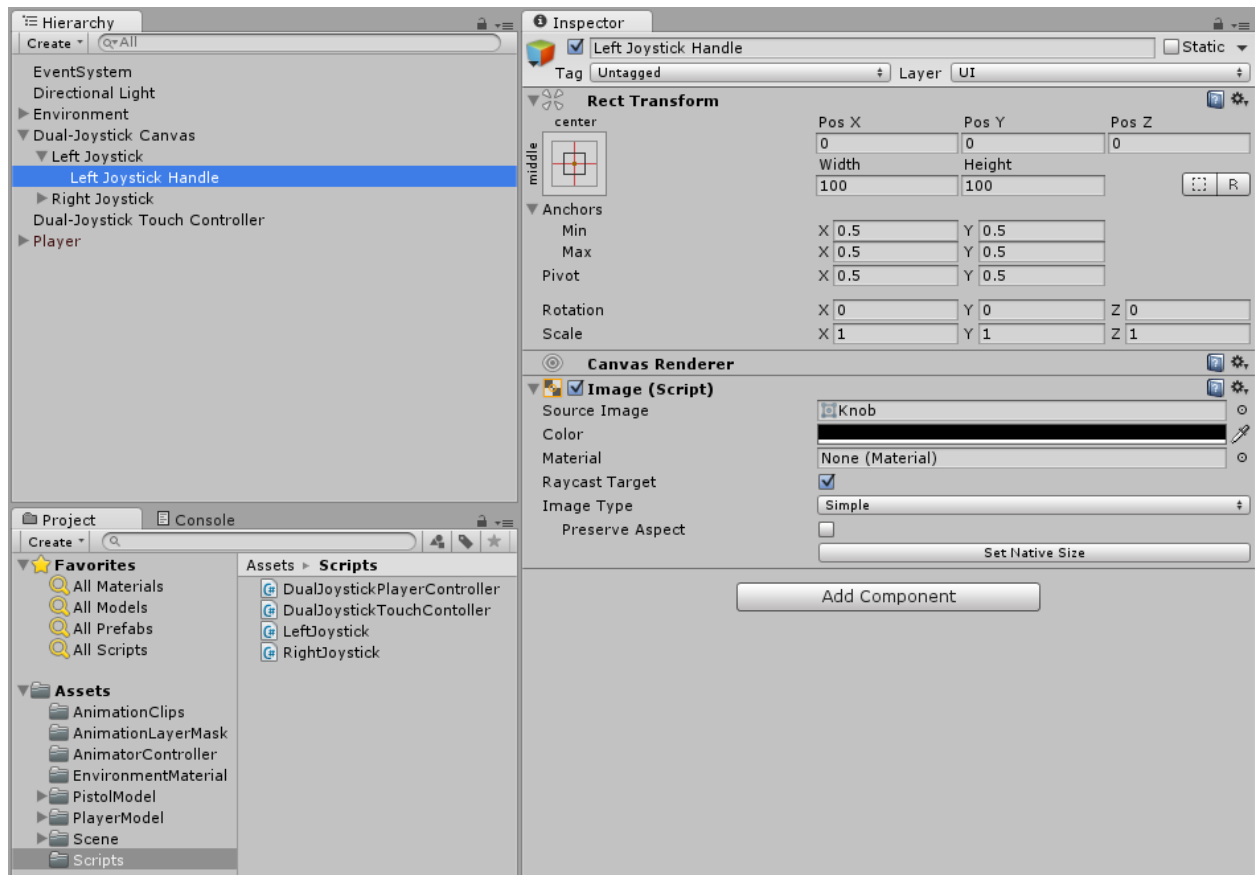 Hierarchy
Create All
EventSystem
Directional Light
Environment
Dual-Joystick Canvas
Left Joystick
Left Joystick Handle
Right Joystick
Dual-Joystick Touch Controller
Player
Project Console
Create
Favorites
All Materials
All Models
All Prefabs
All Scripts
Assets
AnimationClips
AnimationLayerMask
AnimatorController
EnvironmentMaterial
PistolModel
PlayerModel
Scene
Scripts
Assets Scripts
DualJoystickPlayerController
DualJoystickTouchContoller
LeftJoystick
RightJoystick
Inspector
Left Joystick Handle Static
Tag Untagged Layer UI
Rect Transform
center Pos X Pos Y Pos Z
middle 0 0 0
Width Height
100 100 R
Anchors
Min X 0.5 Y 0.5
Max X 0.5 Y 0.5
Pivot X 0.5 Y 0.5
Rotation X 0 Y 0 Z 0
Scale X 1 Y 1 Z 1
Canvas Renderer
Image (Script)
Source Image Knob
Color
Material None (Material)
Raycast Target
Image Type Simple
Preserve Aspect
Set Native Size
Add Component